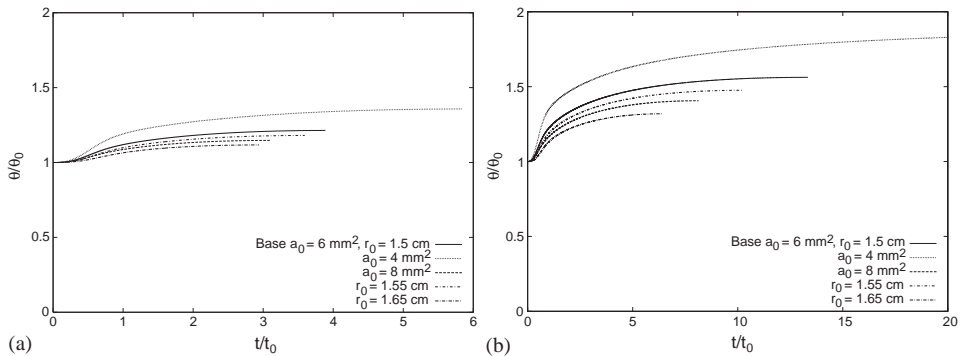 2
1.5
1
0.5
0
θ/θ0
Base a0 = 6 mm2, r0 = 1.5 cm
a0 = 4 mm2
a0 = 8 mm2
r0 = 1.55 cm
r0 = 1.65 cm
0 1 2 3 4 5 6
(a)
t/t0
2
1.5
1
0.5
0
θ/θ0
Base a0 = 6 mm2, r0 = 1.5 cm
a0 = 4 mm2
a0 = 8 mm2
r0 = 1.55 cm
r0 = 1.65 cm
0 5 10 15 20
(b)
t/t0